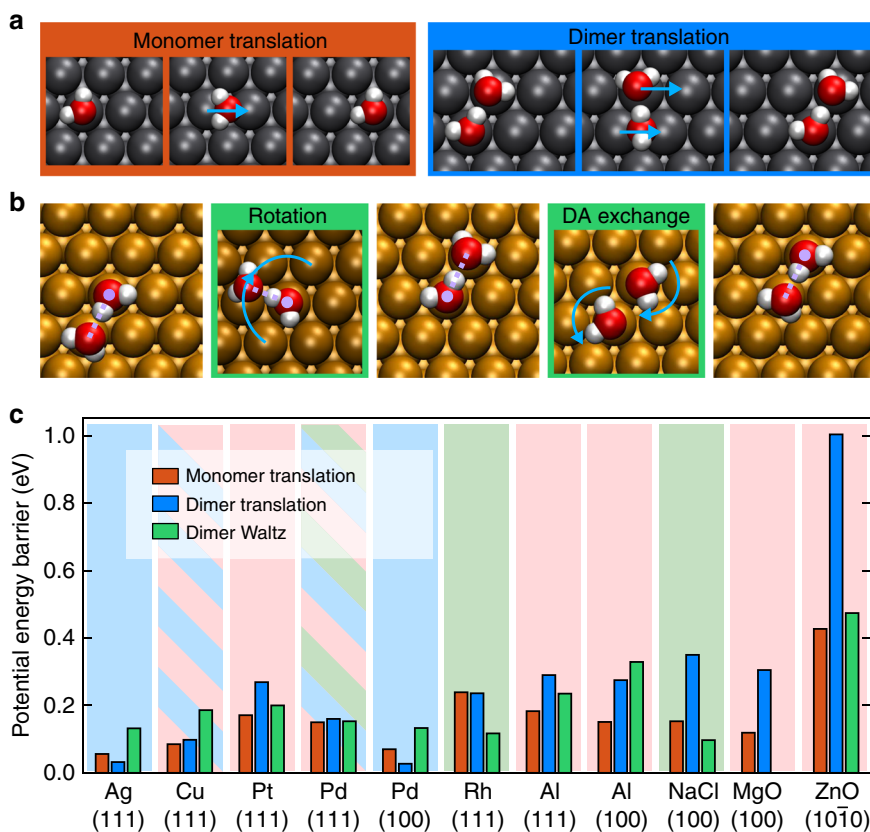 a
Monomer translation
Dimer translation
b
Rotation
DA exchange
c
Potential energy barrier (eV)
1.0
0.8
0.6
0.4
0.2
0.0
Monomer translation
Dimer translation
Dimer Waltz
Ag Cu Pt Pd Pd Rh Al Al NaCl MgO ZnO
(111) (111) (111) (111) (100) (111) (111) (100) (100) (100) (101̅0)